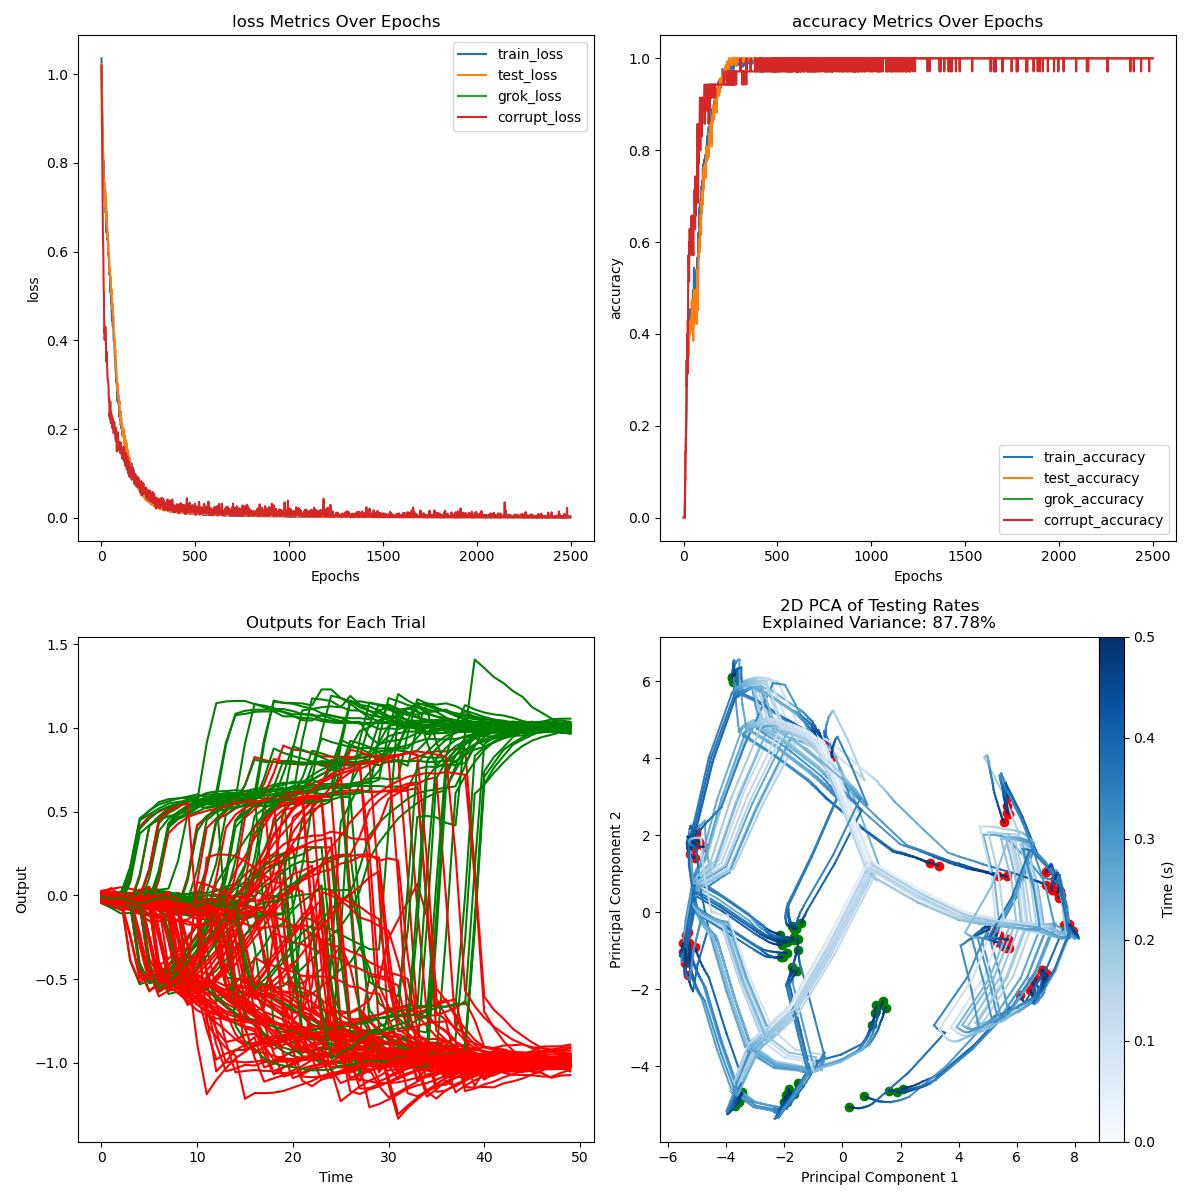 loss Metrics Over Epochs
1.0
0.8
0.6
0.4
0.2
0.0
loss
train_loss
test_loss
grok_loss
corrupt_loss
0
500
1000
1500
2000
2500
Epochs
accuracy Metrics Over Epochs
1.0
0.8
0.6
0.4
0.2
0.0
accuracy
train_accuracy
test_accuracy
grok_accuracy
corrupt_accuracy
0
500
1000
1500
2000
2500
Epochs
Outputs for Each Trial
1.5
1.0
0.5
0.0
−0.5
−1.0
Output
0
10
20
30
40
50
Time
2D PCA of Testing Rates
Explained Variance: 87.78%
6
4
2
0
−2
−4
Principal Component 2
−6
−4
−2
0
2
4
6
8
Principal Component 1
0.5
0.4
0.3
0.2
0.1
0.0
Time (s)